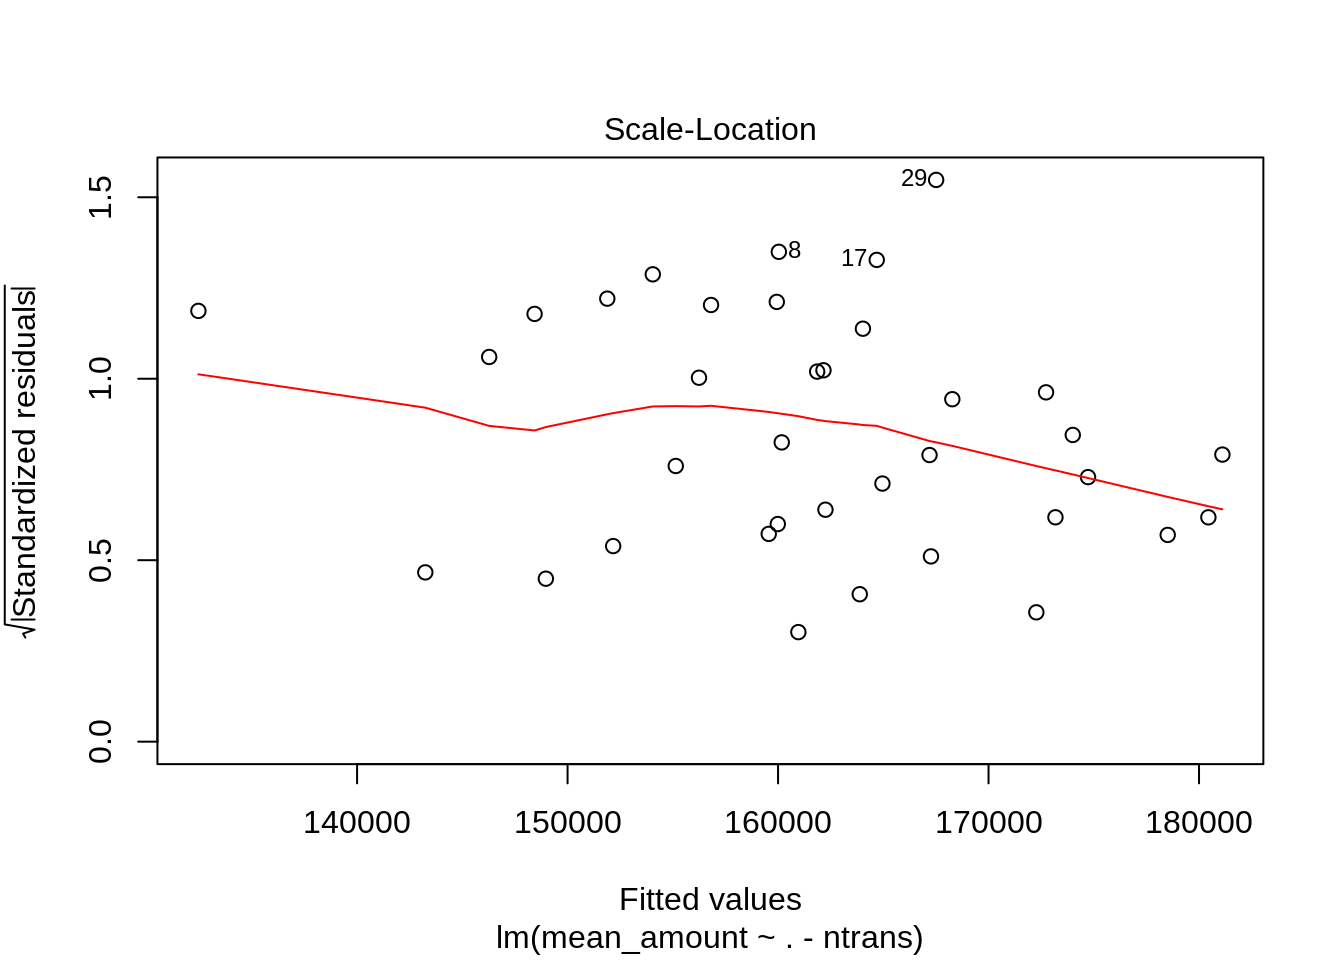 Scale-Location
√|Standardized residuals|
1.5
1.0
0.5
0.0
29
8
17
140000 150000 160000 170000 180000
Fitted values
lm(mean_amount ~ . - ntrans)